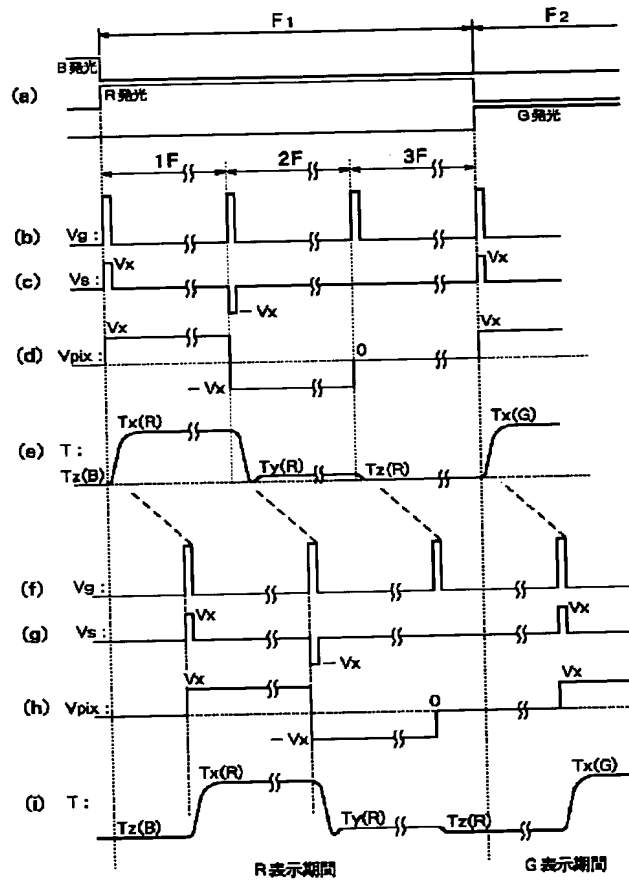 F1 F2
B発光
(a) R発光
G発光
1F 2F 3F
(b) Vg :
(c) Vs : Vx Vx
−Vx
(d) Vpix : Vx 0 Vx
−Vx
Tx(R) Tx(G)
(e) T :
Tz(B) Ty(R) Tz(R)
(f) Vg :
(g) Vs : Vx Vx
−Vx
(h) Vpix : Vx 0 Vx
−Vx
(i) T : Tx(R) Tx(G)
Tz(B) Ty(R) Tz(R)
R表示期間 G表示期間